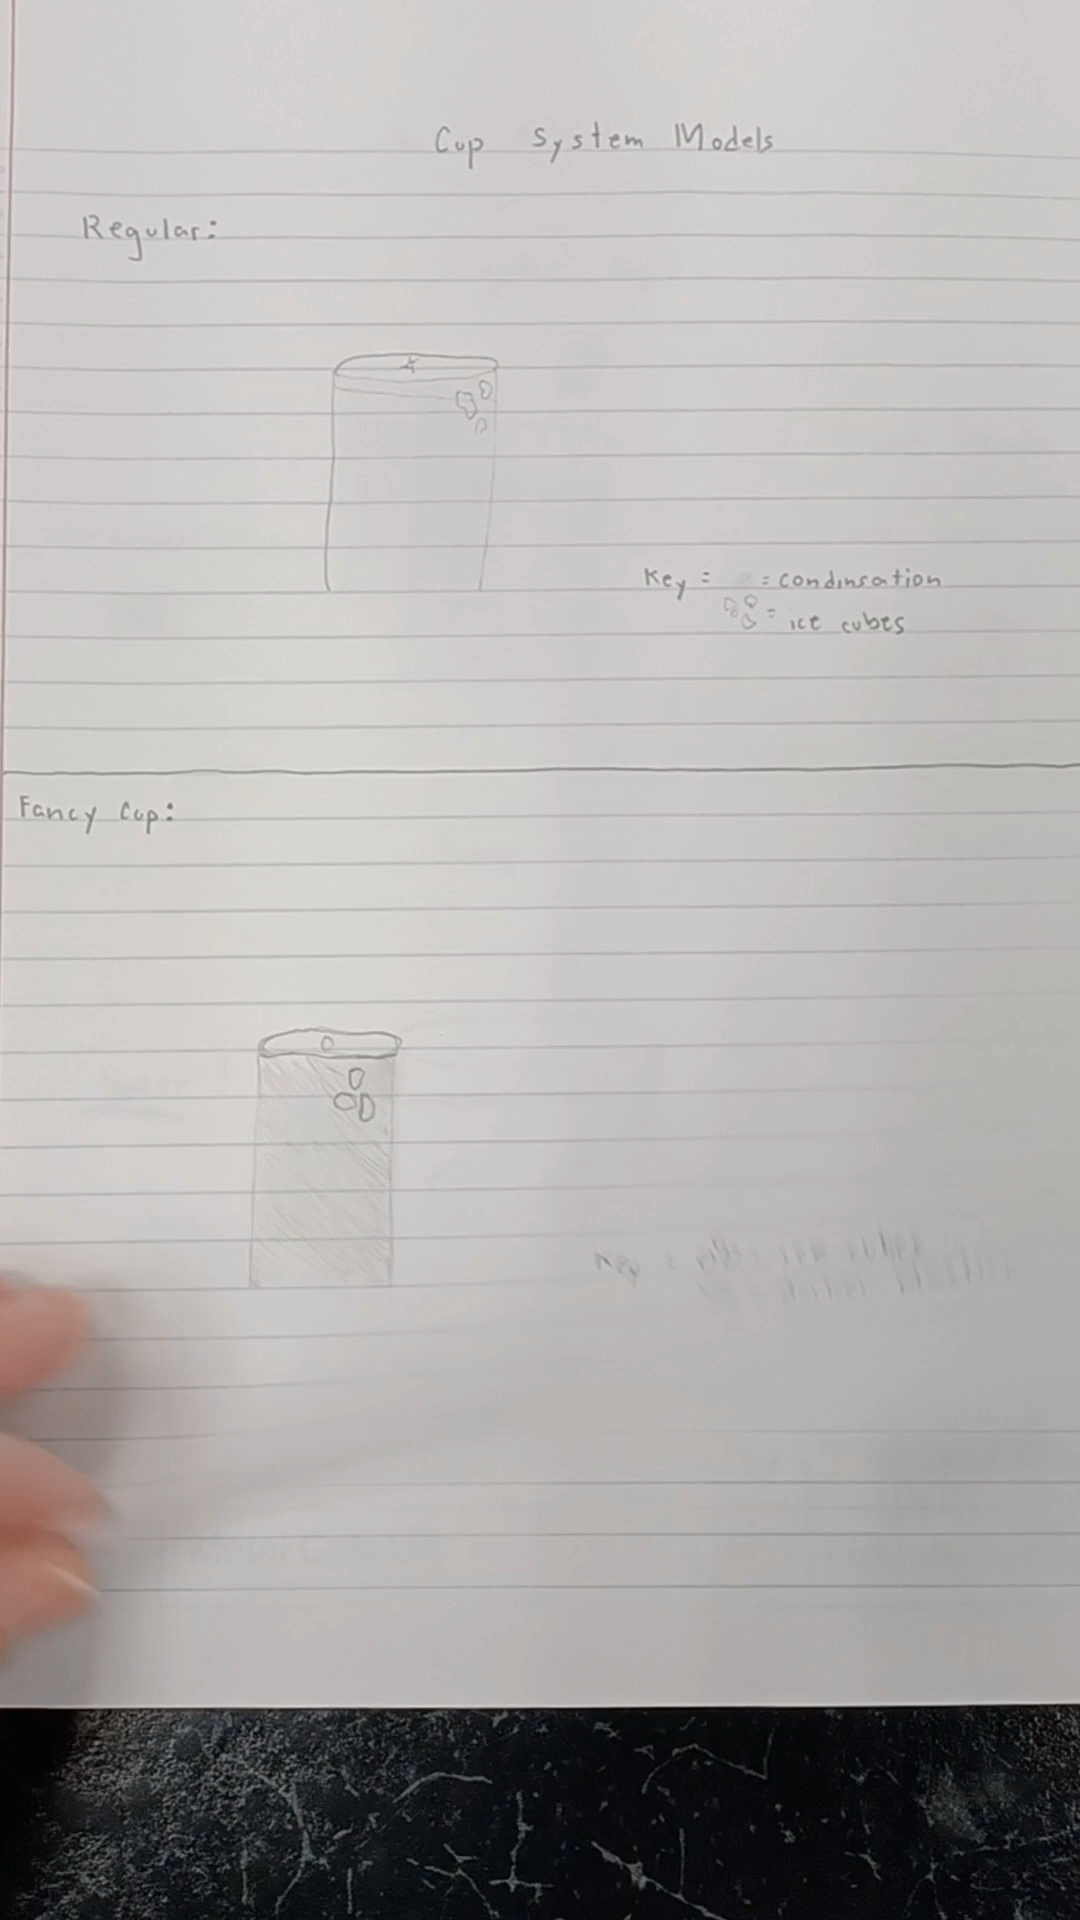 Cup System Models
Regular:
Key = = condinsation
= ice cubes
Fancy Cup: